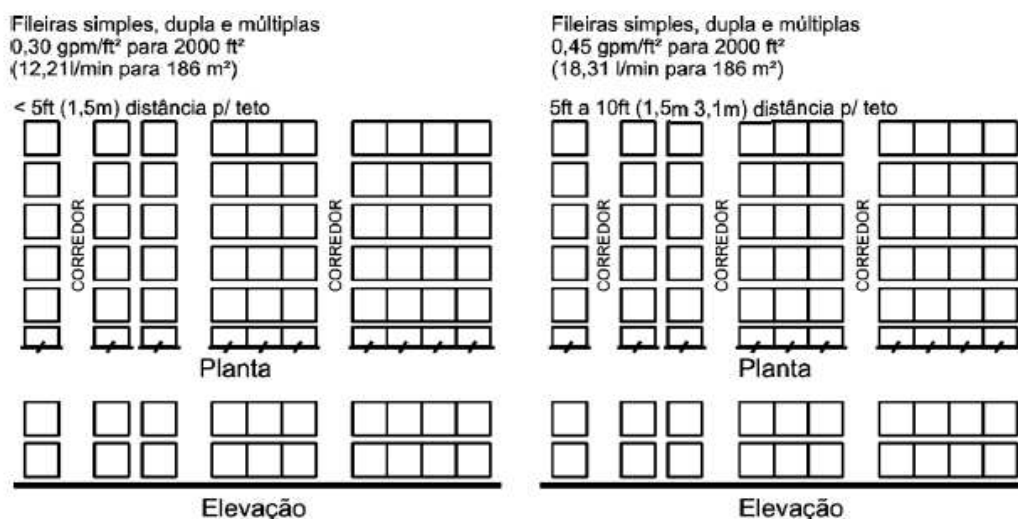 Fileiras simples, dupla e múltiplas
0,30 gpm/ft² para 2000 ft²
(12,21l/min para 186 m²)
< 5ft (1,5m) distância p/ teto
CORREDOR
CORREDOR
Planta
Elevação
Fileiras simples, dupla e múltiplas
0,45 gpm/ft² para 2000 ft²
(18,31 l/min para 186 m²)
5ft a 10ft (1,5m 3,1m) distância p/ teto
CORREDOR
CORREDOR
CORREDOR
Planta
Elevação